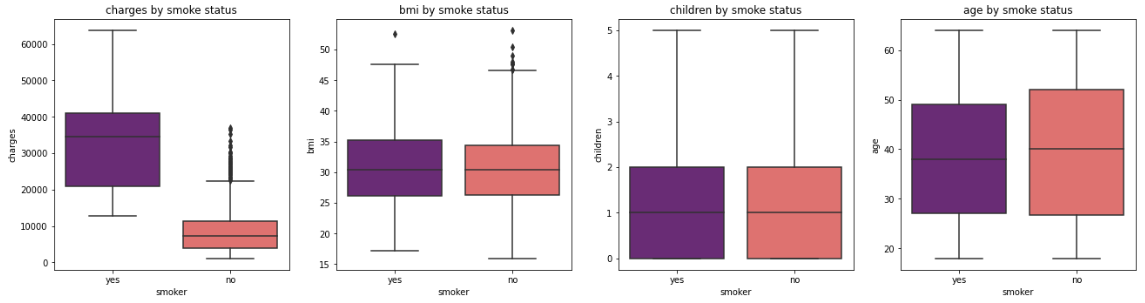 charges by smoke status
charges
60000
50000
40000
30000
20000
10000
0
yes
no
smoker
bmi by smoke status
bmi
50
45
40
35
30
25
20
15
yes
no
smoker
children by smoke status
children
5
4
3
2
1
0
yes
no
smoker
age by smoke status
age
60
50
40
30
20
yes
no
smoker